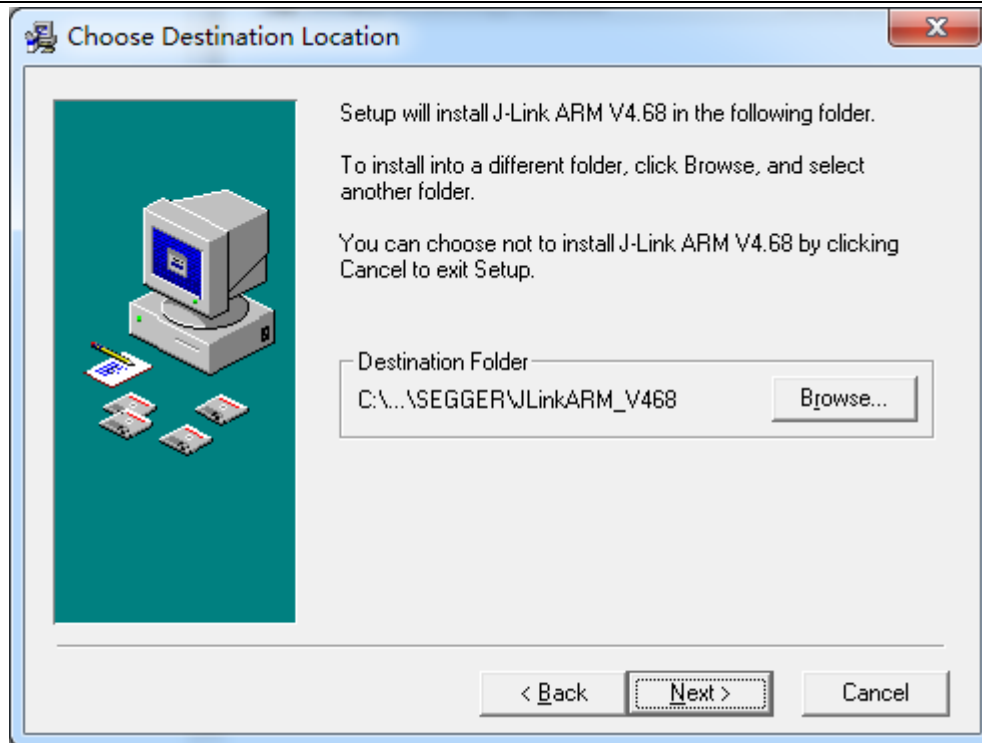 Choose Destination Location
Setup will install J-Link ARM V4.68 in the following folder.
To install into a different folder, click Browse, and select
another folder.
You can choose not to install J-Link ARM V4.68 by clicking
Cancel to exit Setup.
Destination Folder
C:\...\SEGGER\JLinkARM_V468
Browse...
< Back
Next >
Cancel